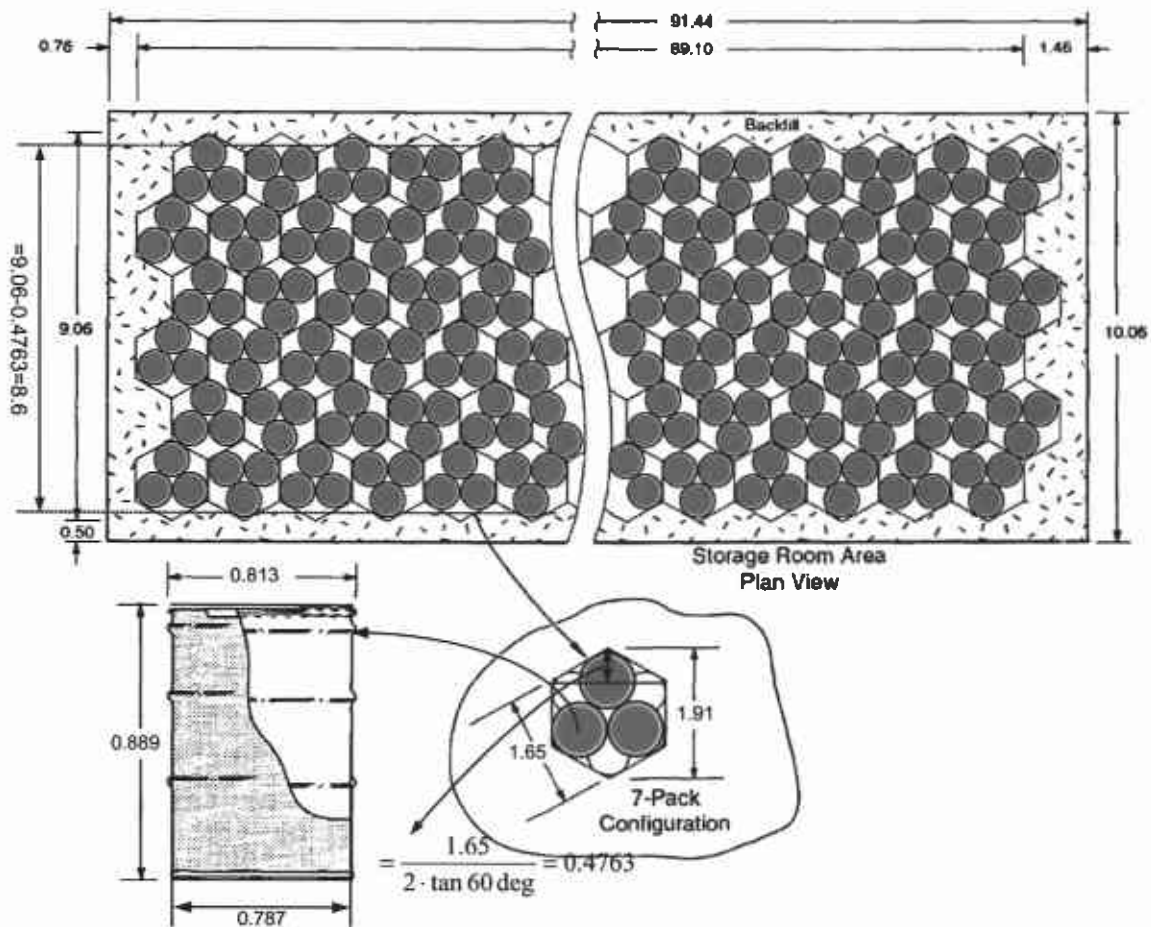 91.44
0.76
89.10
1.46
Backfill
=9.06-0.4763=8.6
9.06
10.06
0.50
Storage Room Area
Plan View
0.813
0.889
1.91
1.65
7-Pack
Configuration
= 1.65 / 2 · tan 60 deg = 0.4763
0.787